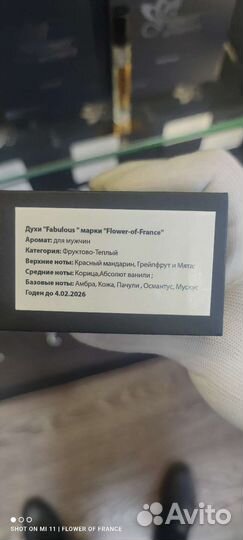 Духи "Fabulous " марки "Flower-of-France"
Аромат: для мужчин
Категория: Фруктово-Теплый
Верхние ноты: Красный мандарин, Грейпфрут и Мята;
Средние ноты: Корица,Абсолют ванили ;
Базовые ноты: Амбра, Кожа, Пачули , Османтус, Мускус
Годен до 4.02.2026
SHOT ON MI 11 | FLOWER OF FRANCE
Avito